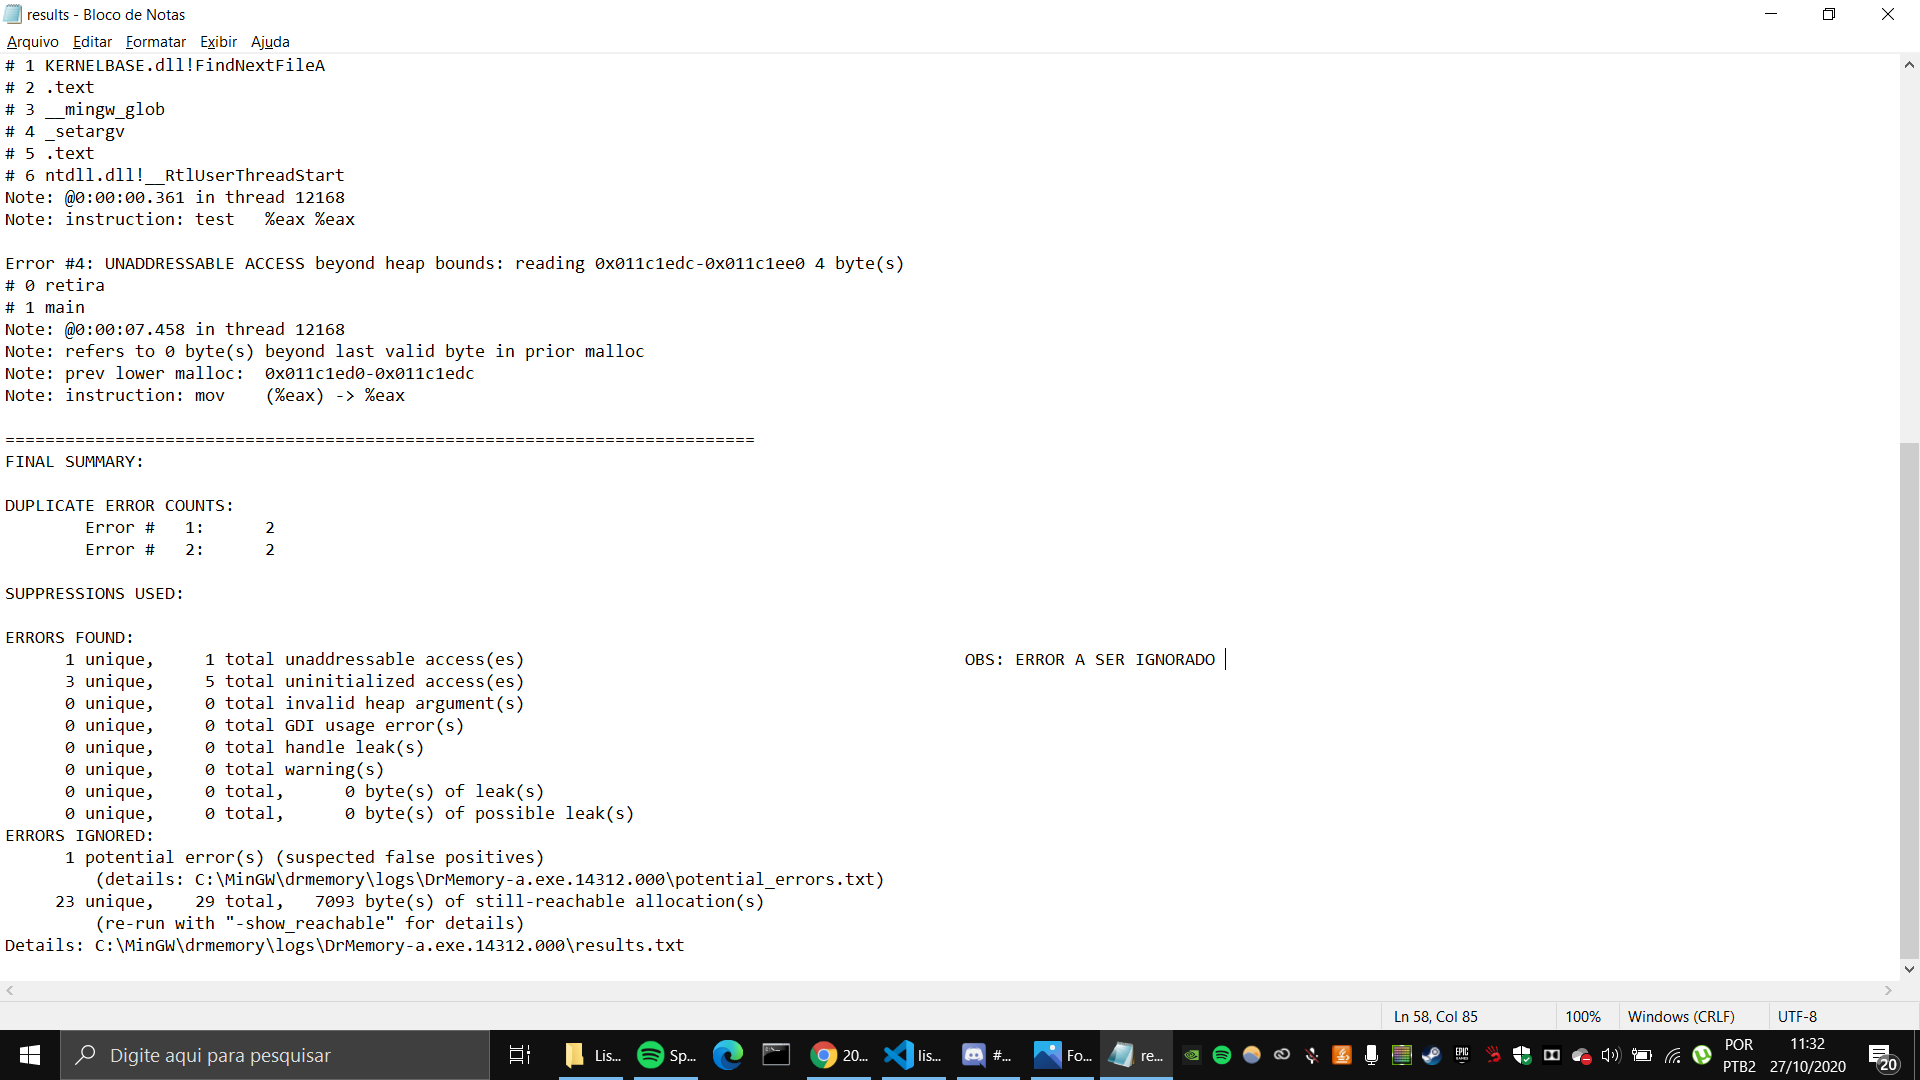 results - Bloco de Notas
Arquivo Editar Formatar Exibir Ajuda
# 1 KERNELBASE.dll!FindNextFileA
# 2 .text
# 3 __mingw_glob
# 4 _setargv
# 5 .text
# 6 ntdll.dll!__RtlUserThreadStart
Note: @0:00:00.361 in thread 12168
Note: instruction: test   %eax %eax
Error #4: UNADDRESSABLE ACCESS beyond heap bounds: reading 0x011c1edc-0x011c1ee0 4 byte(s)
# 0 retira
# 1 main
Note: @0:00:07.458 in thread 12168
Note: refers to 0 byte(s) beyond last valid byte in prior malloc
Note: prev lower malloc:  0x011c1ed0-0x011c1edc
Note: instruction: mov    (%eax) -> %eax
===========================================================================
FINAL SUMMARY:
DUPLICATE ERROR COUNTS:
Error #   1:      2
Error #   2:      2
SUPPRESSIONS USED:
ERRORS FOUND:
1 unique,     1 total unaddressable access(es) OBS: ERROR A SER IGNORADO
3 unique,     5 total uninitialized access(es)
0 unique,     0 total invalid heap argument(s)
0 unique,     0 total GDI usage error(s)
0 unique,     0 total handle leak(s)
0 unique,     0 total warning(s)
0 unique,     0 total,      0 byte(s) of leak(s)
0 unique,     0 total,      0 byte(s) of possible leak(s)
ERRORS IGNORED:
1 potential error(s) (suspected false positives)
(details: C:\MinGW\drmemory\logs\DrMemory-a.exe.14312.000\potential_errors.txt)
23 unique,    29 total,   7093 byte(s) of still-reachable allocation(s)
(re-run with "-show_reachable" for details)
Details: C:\MinGW\drmemory\logs\DrMemory-a.exe.14312.000\results.txt
Ln 58, Col 85 100% Windows (CRLF) UTF-8
Digite aqui para pesquisar Lis... Sp... 20... lis... #... Fo... re... POR 11:32
PTB2 27/10/2020 20